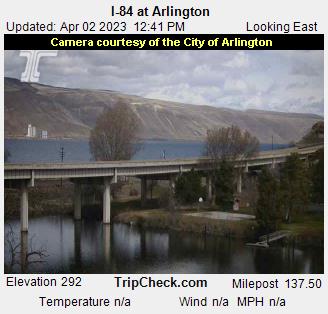 I-84 at Arlington
Updated: Apr 02 2023 12:41 PM Looking East
Camera courtesy of the City of Arlington
Elevation 292 TripCheck.com Milepost 137.50
Temperature n/a Wind n/a MPH n/a